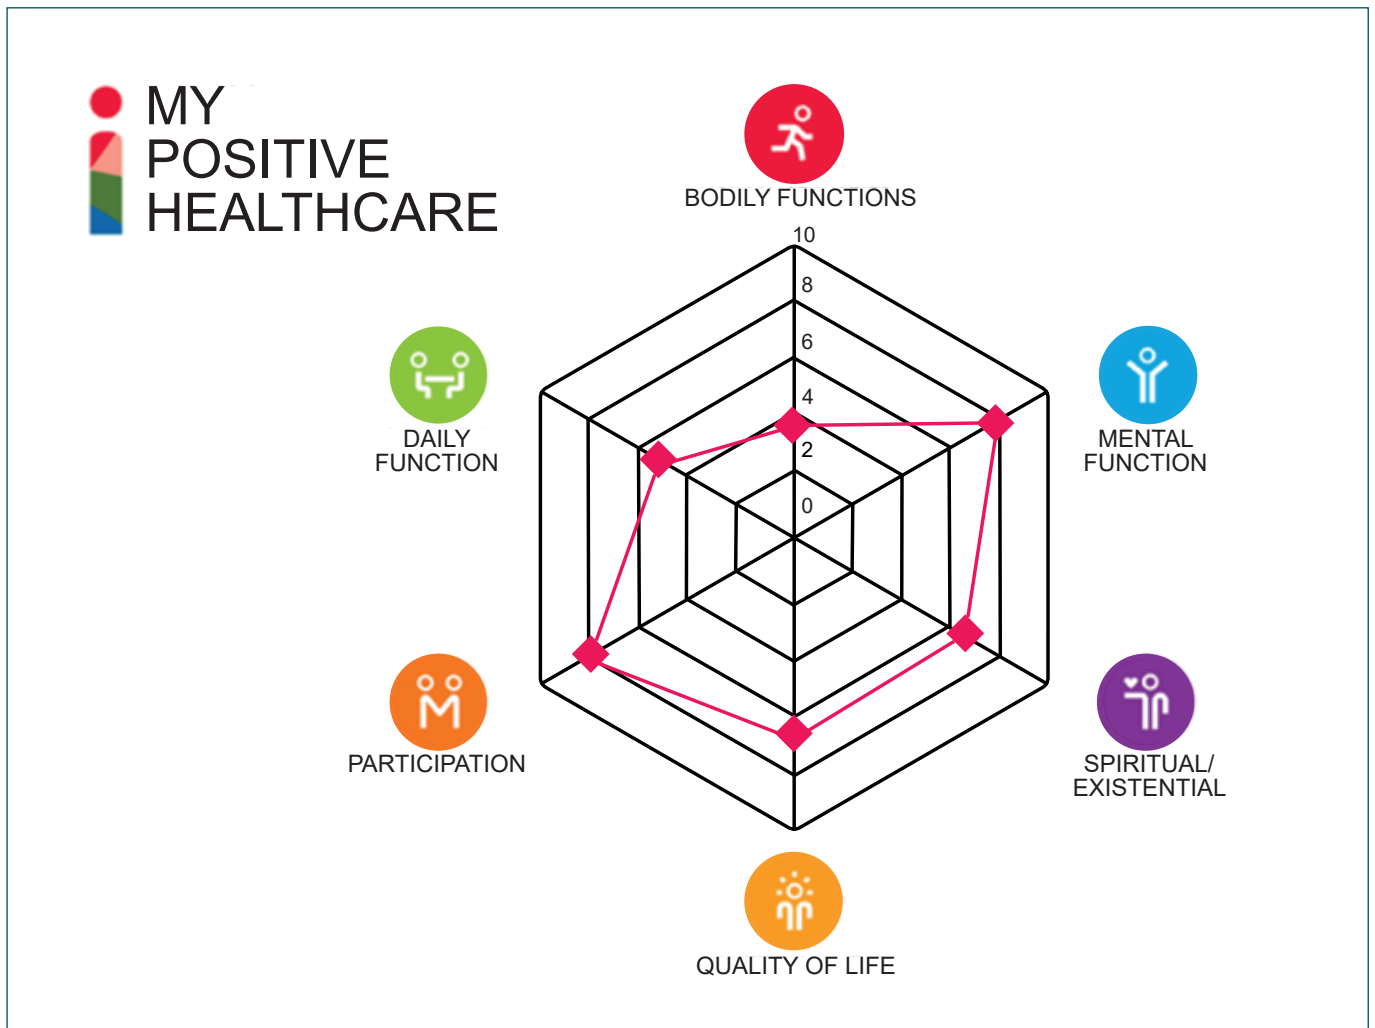 MY
POSITIVE
HEALTHCARE
BODILY FUNCTIONS
10
8
6
4
2
0
DAILY
FUNCTION
MENTAL
FUNCTION
PARTICIPATION
SPIRITUAL/
EXISTENTIAL
QUALITY OF LIFE